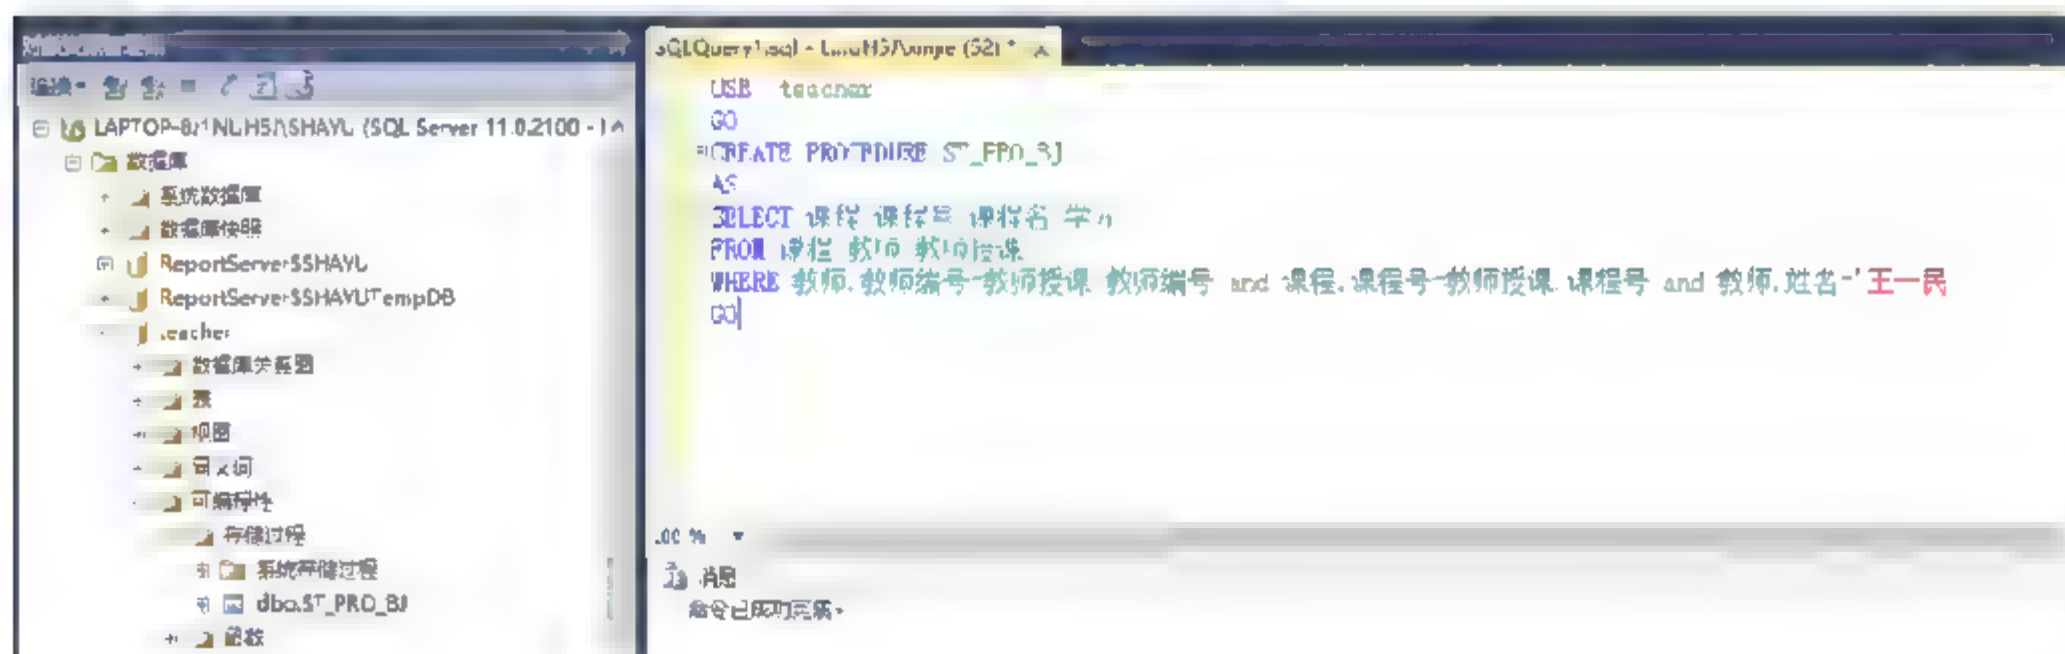 连接
LAPTOP- (SQL Server 11.0.2100 -
数据库
系统数据库
数据库快照
ReportServer$SHAYU
ReportServer$SHAYUTempDB
teacher
数据库关系图
表
视图
同义词
可编程性
存储过程
系统存储过程
dbo.ST_PRO_BJ
函数
SQLQuery1.sql - (52) *
USE teacher
GO
CREATE PROCEDURE ST_PRO_BJ
AS
SELECT 课程 课程号 课程名 学分
FROM 课程 教师 教师授课
WHERE 教师.教师编号=教师授课.教师编号 and 课程.课程号=教师授课.课程号 and 教师.姓名='王一民
GO
100 %
消息
命令已成功完成。